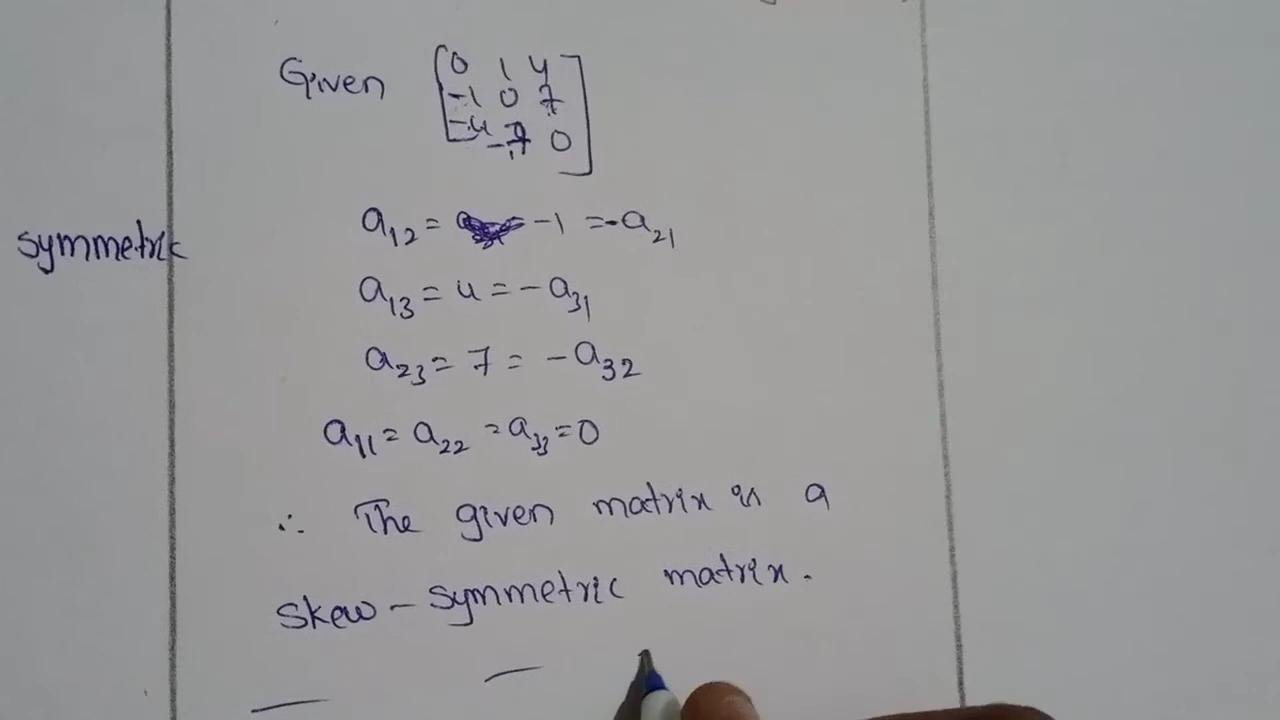 Given [0 1 4
-1 0 7
-4 -7 0]
a12 = -1 = -a21
symmetric
a13 = 4 = -a31
a23 = 7 = -a32
a11 = a22 = a33 = 0
∴ The given matrix is a
skew - symmetric matrix.